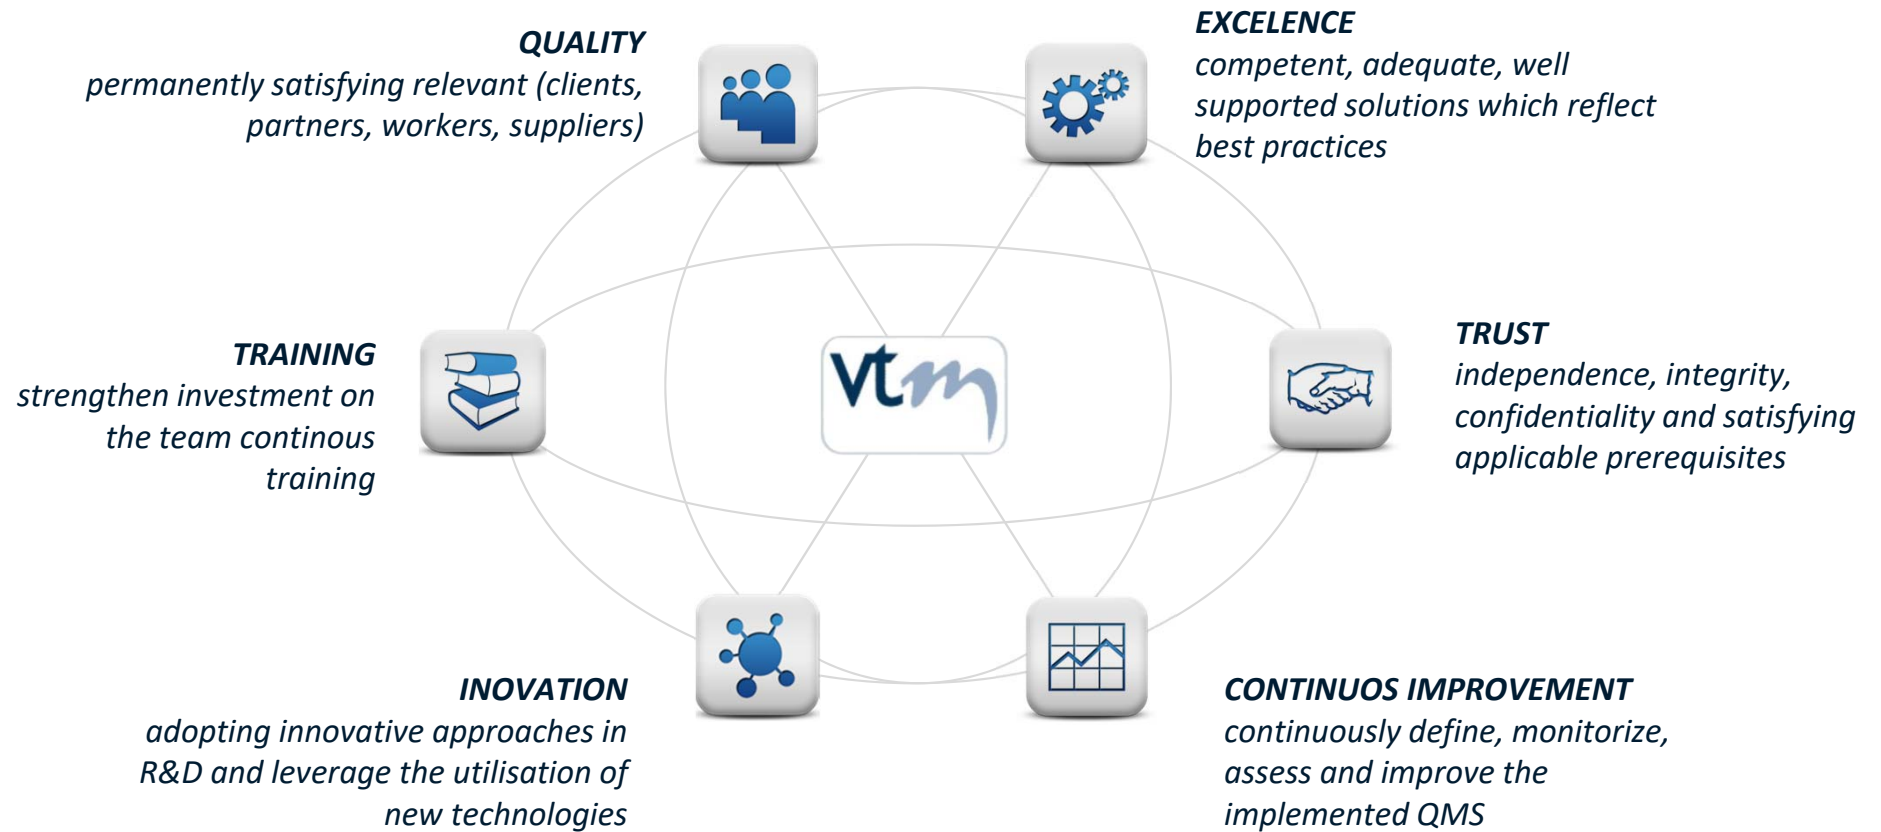 QUALITY
permanently satisfying relevant (clients,
partners, workers, suppliers)
EXCELENCE
competent, adequate, well
supported solutions which reflect
best practices
TRAINING
strengthen investment on
the team continous
training
vtm
TRUST
independence, integrity,
confidentiality and satisfying
applicable prerequisites
INOVATION
adopting innovative approaches in
R&D and leverage the utilisation of
new technologies
CONTINUOS IMPROVEMENT
continuously define, monitorize,
assess and improve the
implemented QMS